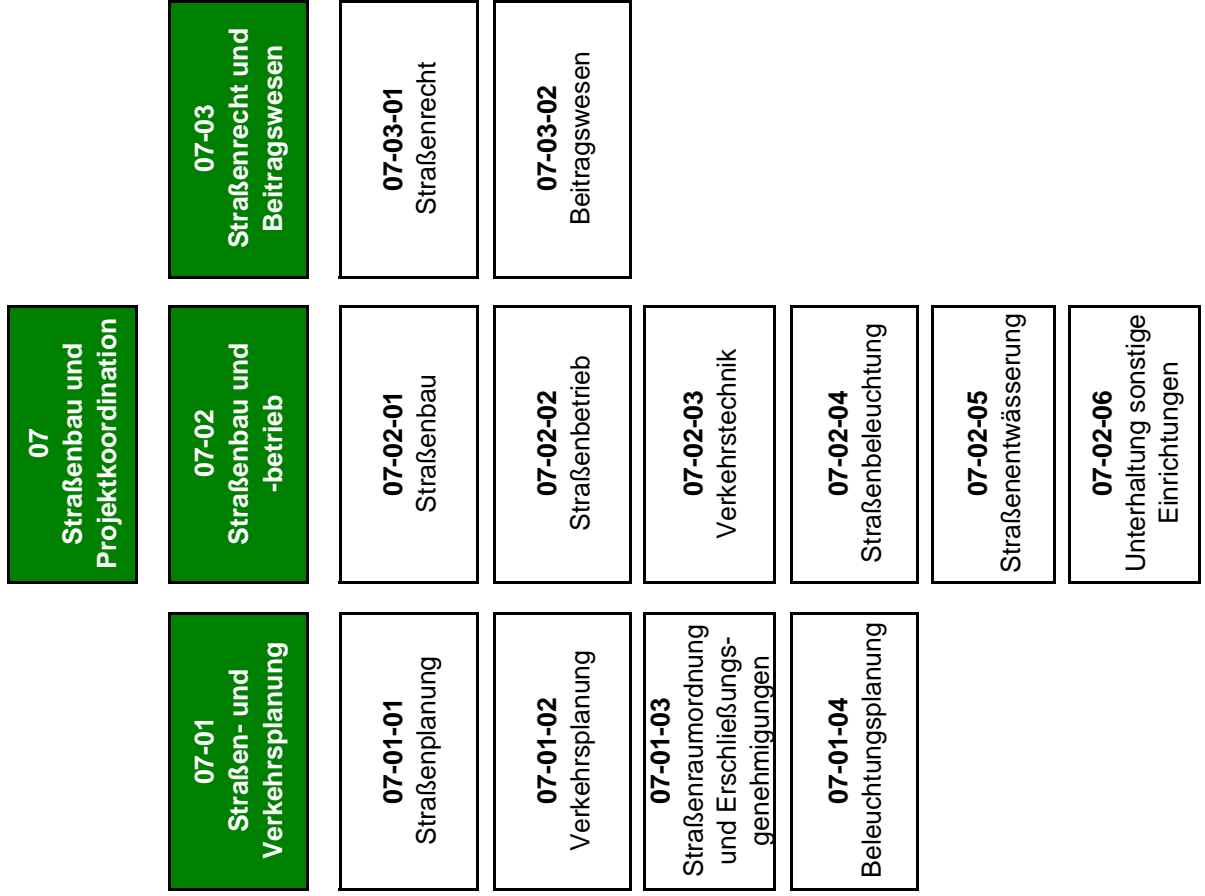 07
Straßenbau und
Projektkoordination
07-01
Straßen- und
Verkehrsplanung
07-02
Straßenbau und
-betrieb
07-03
Straßenrecht und
Beitragswesen
07-01-01
Straßenplanung
07-02-01
Straßenbau
07-03-01
Straßenrecht
07-01-02
Verkehrsplanung
07-02-02
Straßenbetrieb
07-03-02
Beitragswesen
07-01-03
Straßenraumordnung
und Erschließungs-
genehmigungen
07-02-03
Verkehrstechnik
07-01-04
Beleuchtungsplanung
07-02-04
Straßenbeleuchtung
07-02-05
Straßenentwässerung
07-02-06
Unterhaltung sonstige
Einrichtungen